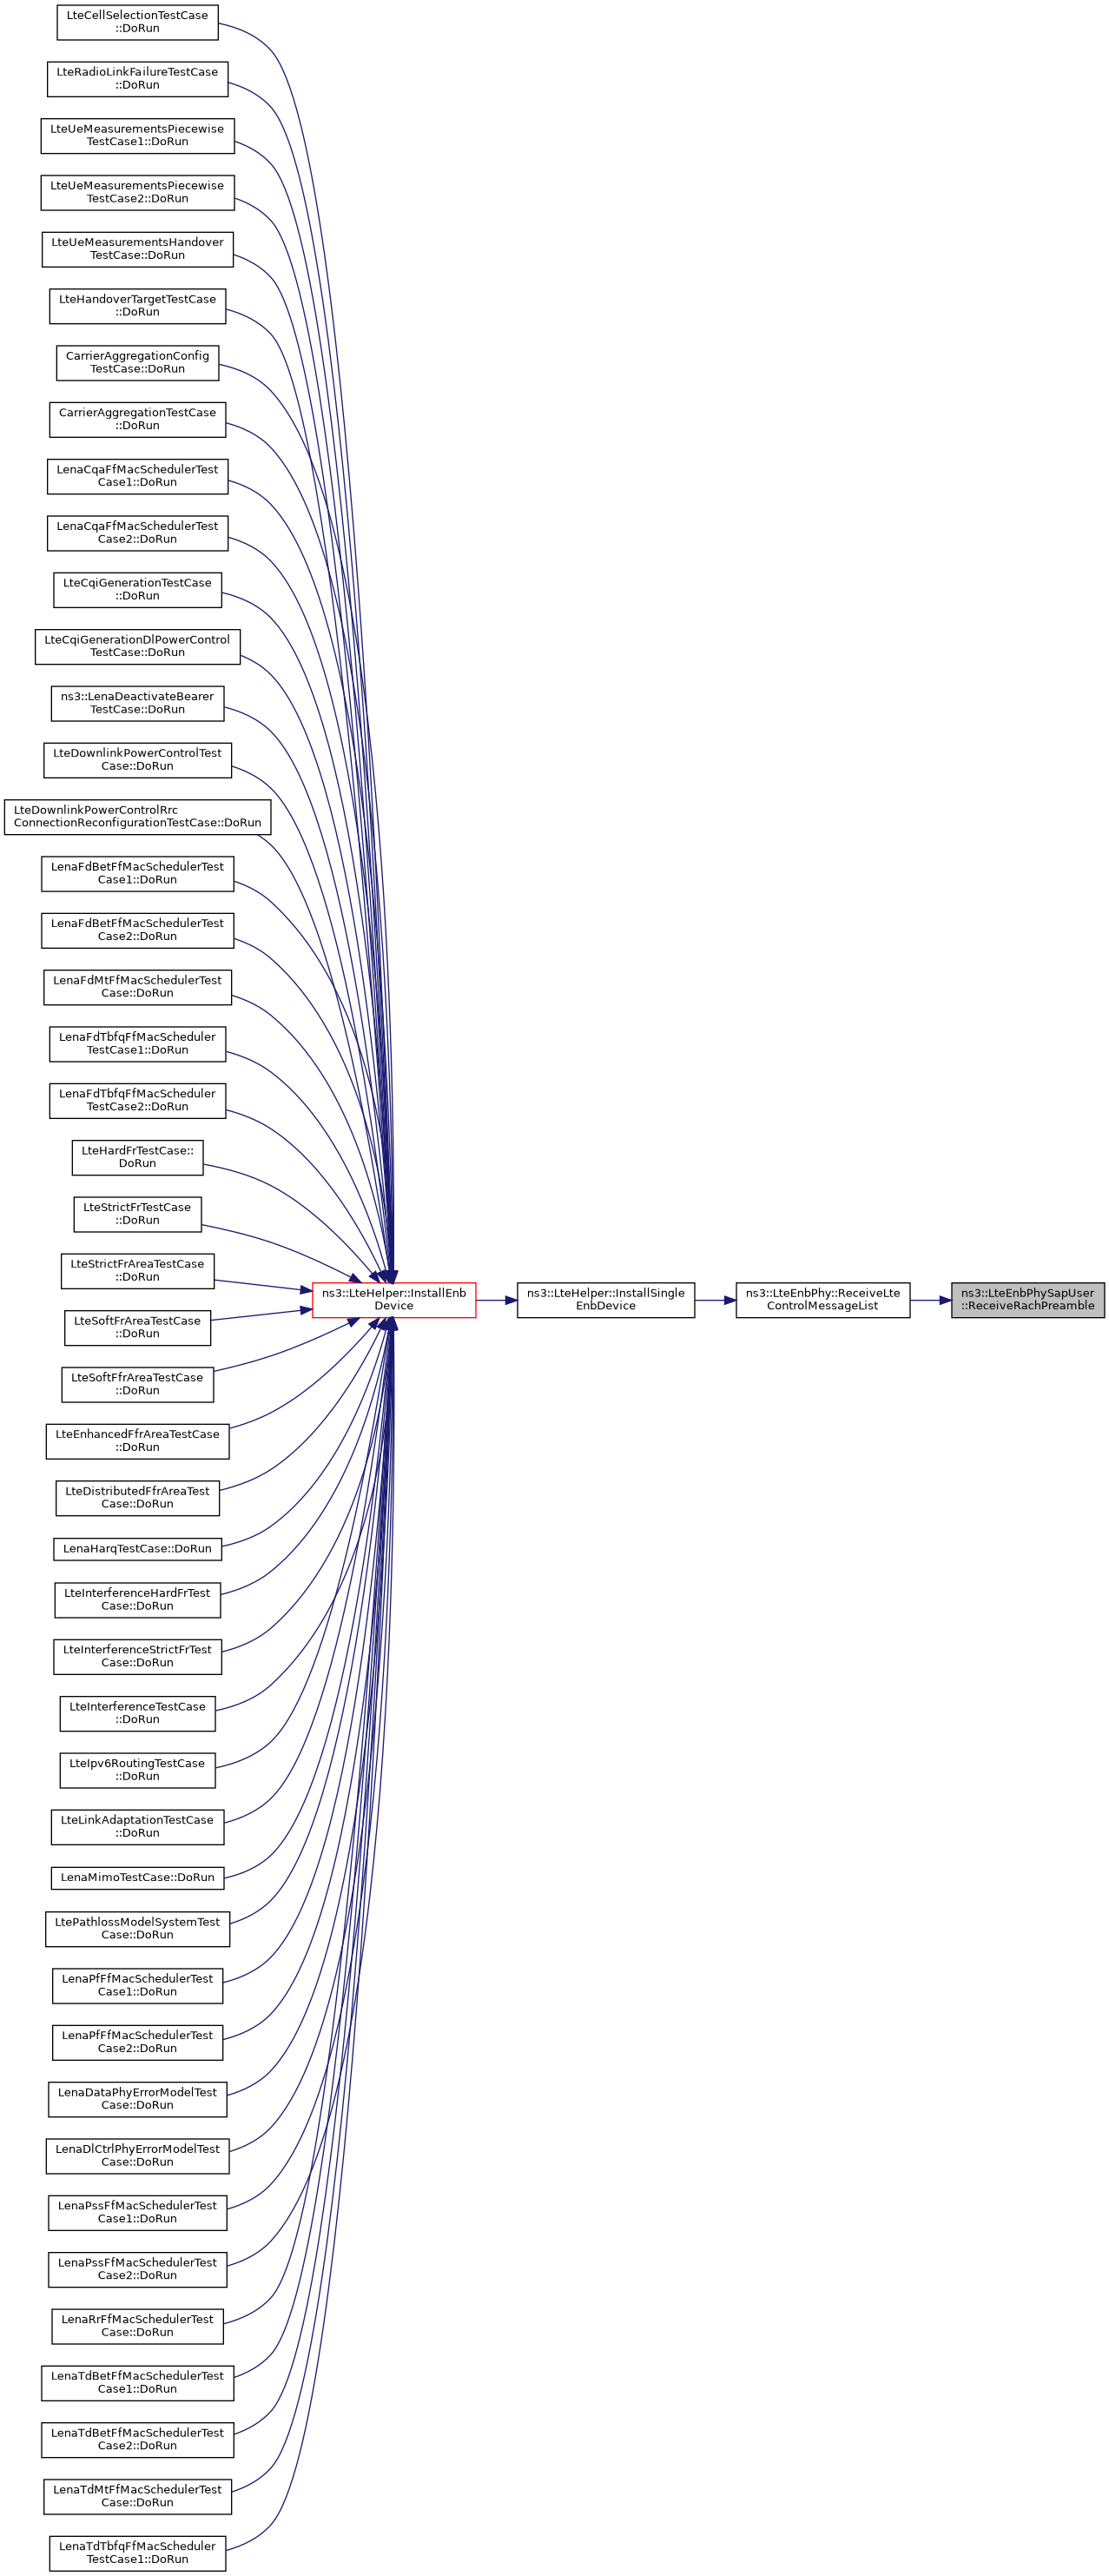 LteCellSelectionTestCase
::DoRun
LteRadioLinkFailureTestCase
::DoRun
LteUeMeasurementsPiecewise
TestCase1::DoRun
LteUeMeasurementsPiecewise
TestCase2::DoRun
LteUeMeasurementsHandover
TestCase::DoRun
LteHandoverTargetTestCase
::DoRun
CarrierAggregationConfig
TestCase::DoRun
CarrierAggregationTestCase
::DoRun
LenaCqaFfMacSchedulerTest
Case1::DoRun
LenaCqaFfMacSchedulerTest
Case2::DoRun
LteCqiGenerationTestCase
::DoRun
LteCqiGenerationDlPowerControl
TestCase::DoRun
ns3::LenaDeactivateBearer
TestCase::DoRun
LteDownlinkPowerControlTest
Case::DoRun
LteDownlinkPowerControlRrc
ConnectionReconfigurationTestCase::DoRun
LenaFdBetFfMacSchedulerTest
Case1::DoRun
LenaFdBetFfMacSchedulerTest
Case2::DoRun
LenaFdMtFfMacSchedulerTest
Case::DoRun
LenaFdTbfqFfMacScheduler
TestCase1::DoRun
LenaFdTbfqFfMacScheduler
TestCase2::DoRun
LteHardFrTestCase::
DoRun
LteStrictFrTestCase
::DoRun
LteStrictFrAreaTestCase
::DoRun
LteSoftFrAreaTestCase
::DoRun
LteSoftFfrAreaTestCase
::DoRun
LteEnhancedFfrAreaTestCase
::DoRun
LteDistributedFfrAreaTest
Case::DoRun
LenaHarqTestCase::DoRun
LteInterferenceHardFrTest
Case::DoRun
LteInterferenceStrictFrTest
Case::DoRun
LteInterferenceTestCase
::DoRun
LteIpv6RoutingTestCase
::DoRun
LteLinkAdaptationTestCase
::DoRun
LenaMimoTestCase::DoRun
LtePathlossModelSystemTest
Case::DoRun
LenaPfFfMacSchedulerTest
Case1::DoRun
LenaPfFfMacSchedulerTest
Case2::DoRun
LenaDataPhyErrorModelTest
Case::DoRun
LenaDlCtrlPhyErrorModelTest
Case::DoRun
LenaPssFfMacSchedulerTest
Case1::DoRun
LenaPssFfMacSchedulerTest
Case2::DoRun
LenaRrFfMacSchedulerTest
Case::DoRun
LenaTdBetFfMacSchedulerTest
Case1::DoRun
LenaTdBetFfMacSchedulerTest
Case2::DoRun
LenaTdMtFfMacSchedulerTest
Case::DoRun
LenaTdTbfqFfMacScheduler
TestCase1::DoRun
ns3::LteHelper::InstallEnb
Device
ns3::LteHelper::InstallSingle
EnbDevice
ns3::LteEnbPhy::ReceiveLte
ControlMessageList
ns3::LteEnbPhySapUser
::ReceiveRachPreamble